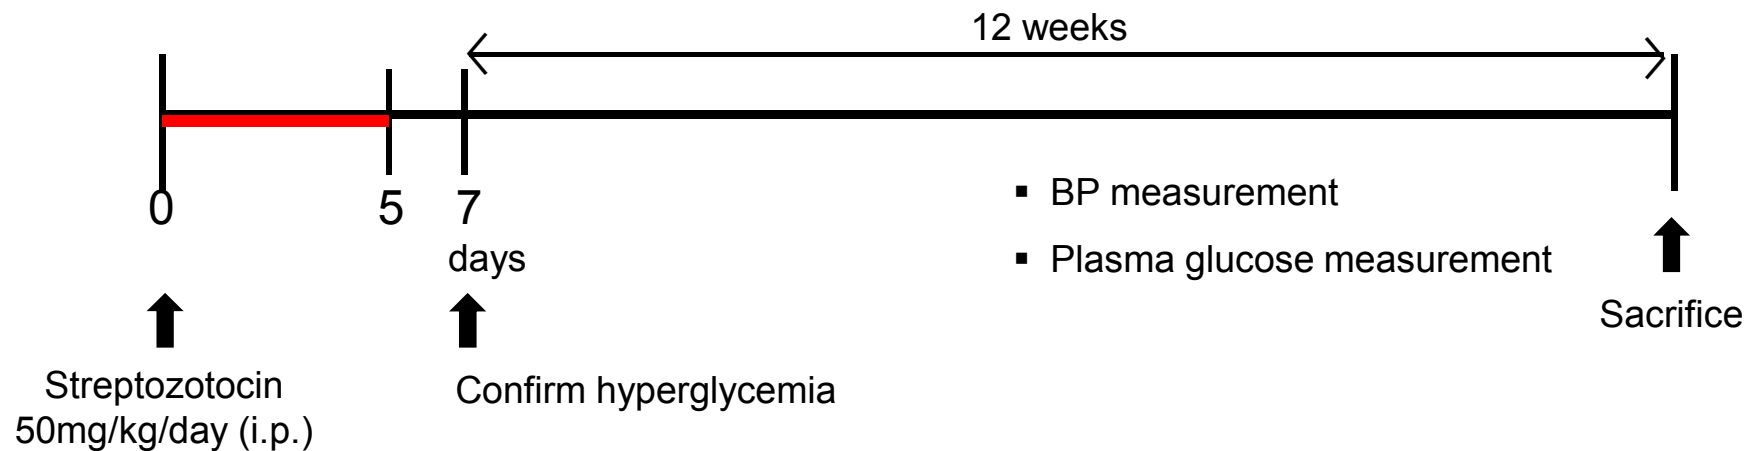 12 weeks
0 5 7
days
▪ BP measurement
▪ Plasma glucose measurement
Sacrifice
Streptozotocin
50mg/kg/day (i.p.)
Confirm hyperglycemia